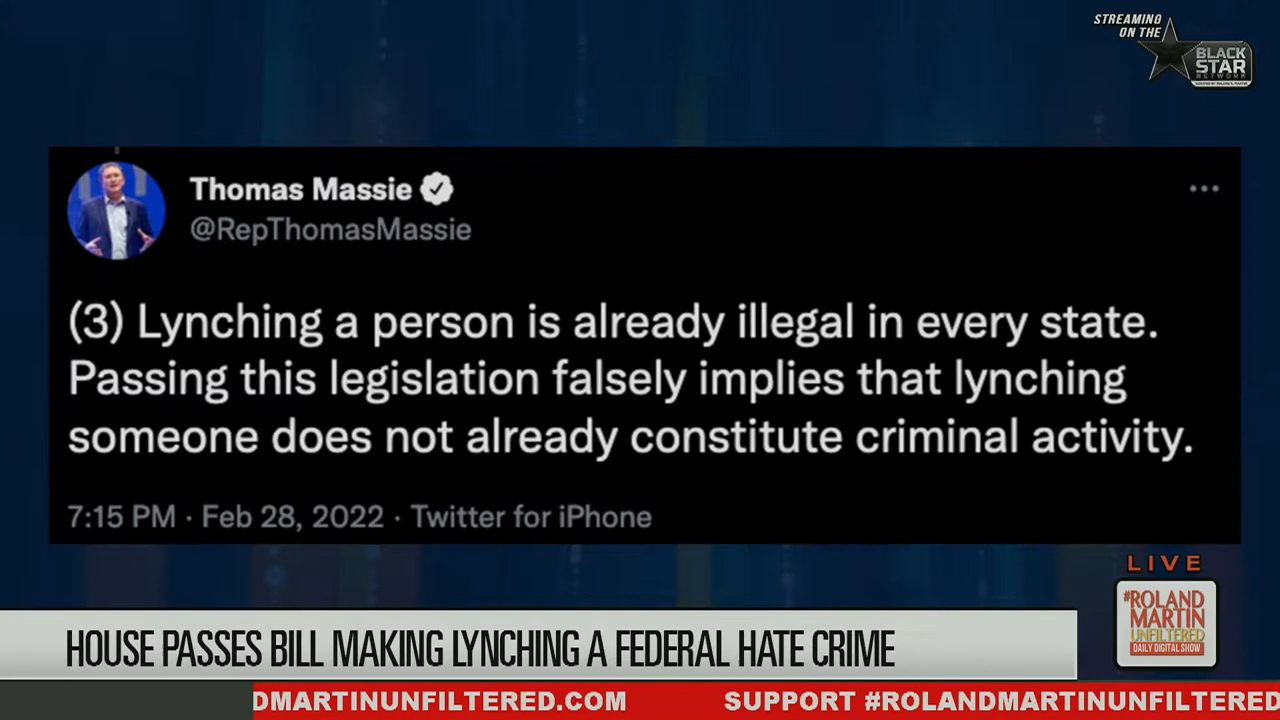 STREAMING
ON THE
BLACK
STAR
NETWORK
Thomas Massie
@RepThomasMassie
(3) Lynching a person is already illegal in every state.
Passing this legislation falsely implies that lynching
someone does not already constitute criminal activity.
7:15 PM · Feb 28, 2022 · Twitter for iPhone
LIVE
#ROLAND
MARTIN
UNFILTERED
DAILY DIGITAL SHOW
HOUSE PASSES BILL MAKING LYNCHING A FEDERAL HATE CRIME
DMARTINUNFILTERED.COM SUPPORT #ROLANDMARTINUNFILTERED